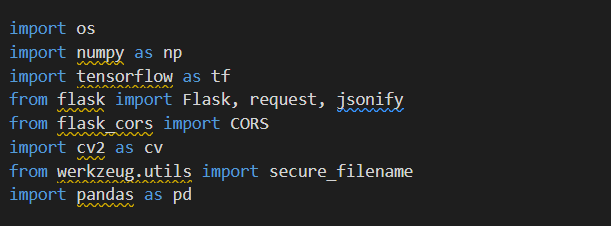 import os
import numpy as np
import tensorflow as tf
from flask import Flask, request, jsonify
from flask_cors import CORS
import cv2 as cv
from werkzeug.utils import secure_filename
import pandas as pd